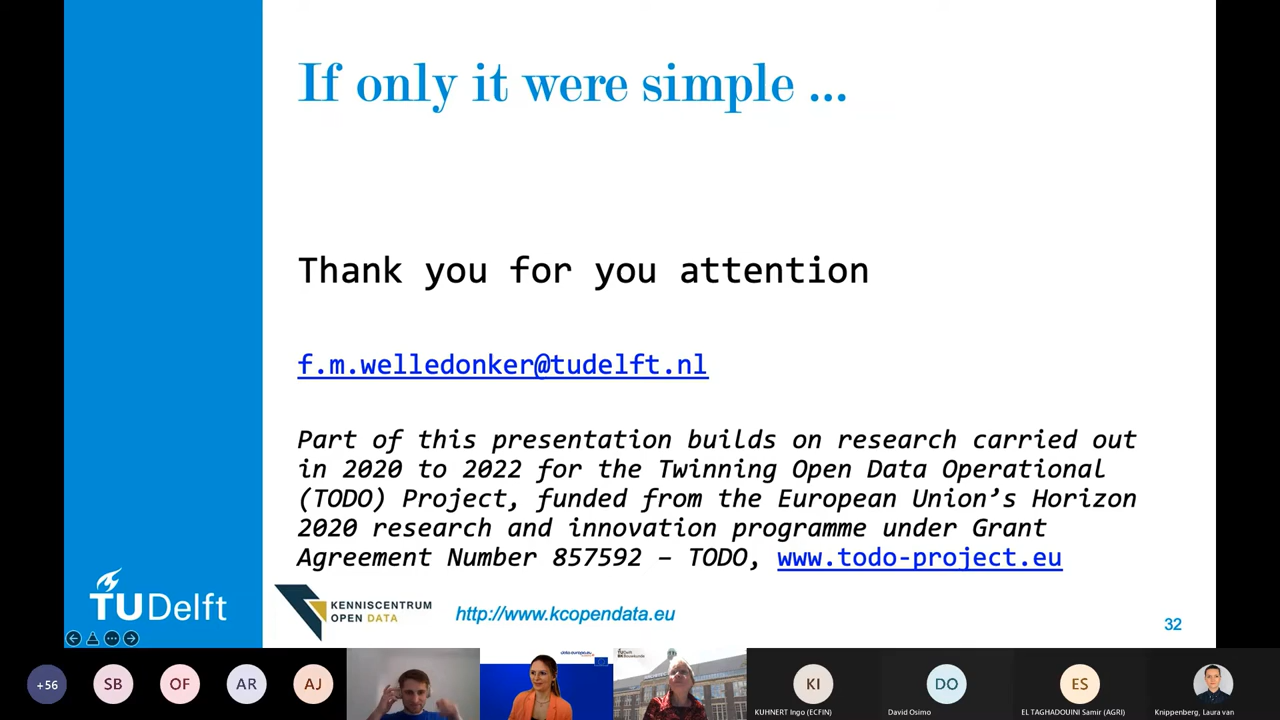 If only it were simple ...
Thank you for you attention
f.m.welledonker@tudelft.nl
Part of this presentation builds on research carried out
in 2020 to 2022 for the Twinning Open Data Operational
(TODO) Project, funded from the European Union’s Horizon
2020 research and innovation programme under Grant
Agreement Number 857592 – TODO, www.todo-project.eu
TUDelft
KENNISCENTRUM
OPEN DATA
http://www.kcopendata.eu
32
+56
SB
OF
AR
AJ
data.europa.eu
TUDelft
KI
KUHNERT Ingo (ECFIN)
DO
David Osimo
ES
EL TAGHADOUINI Samir (AGRI)
Knippenberg, Laura van